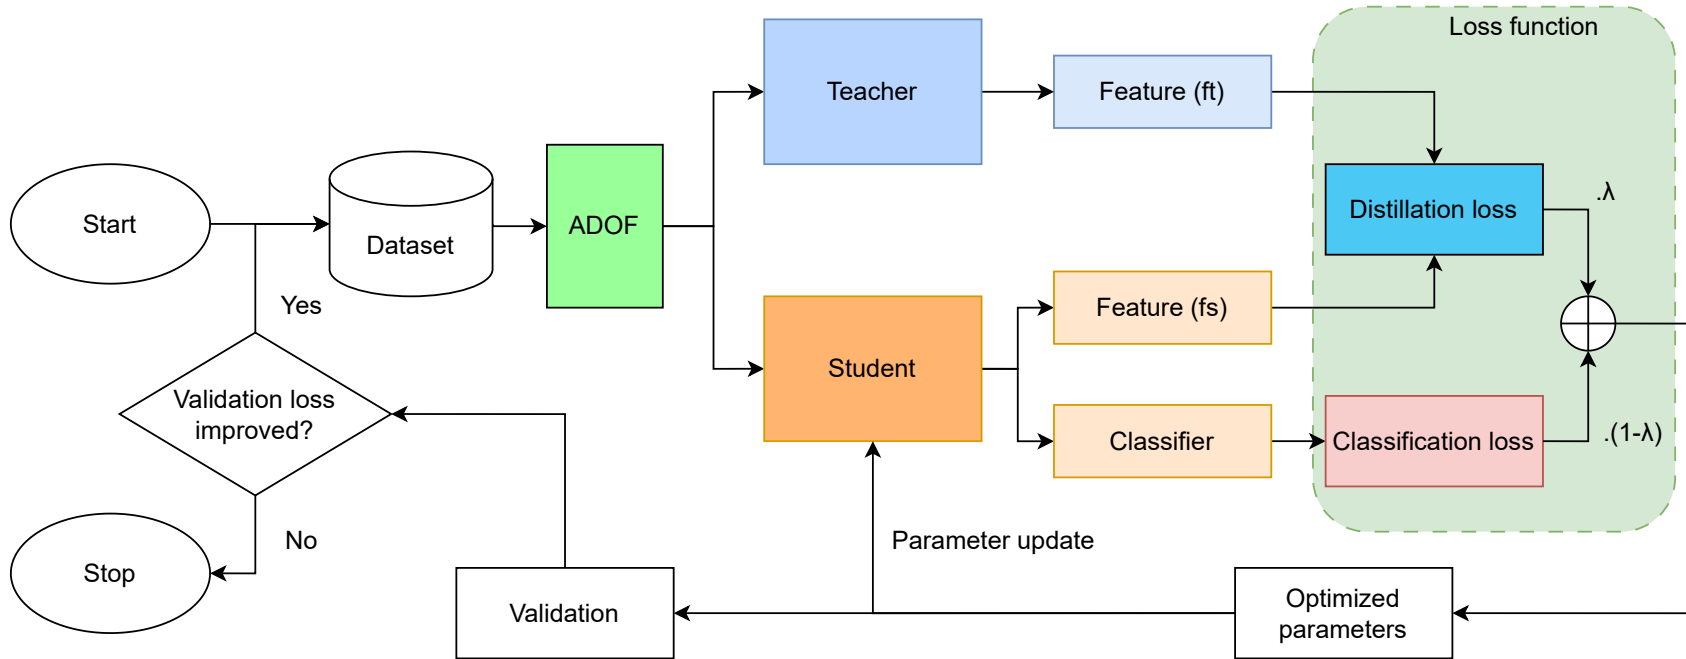 Loss function
Teacher
Feature (ft)
Start
Dataset
ADOF
Distillation loss
.λ
Yes
Feature (fs)
Student
Validation loss
improved?
Classifier
Classification loss
.(1-λ)
No
Parameter update
Stop
Validation
Optimized
parameters